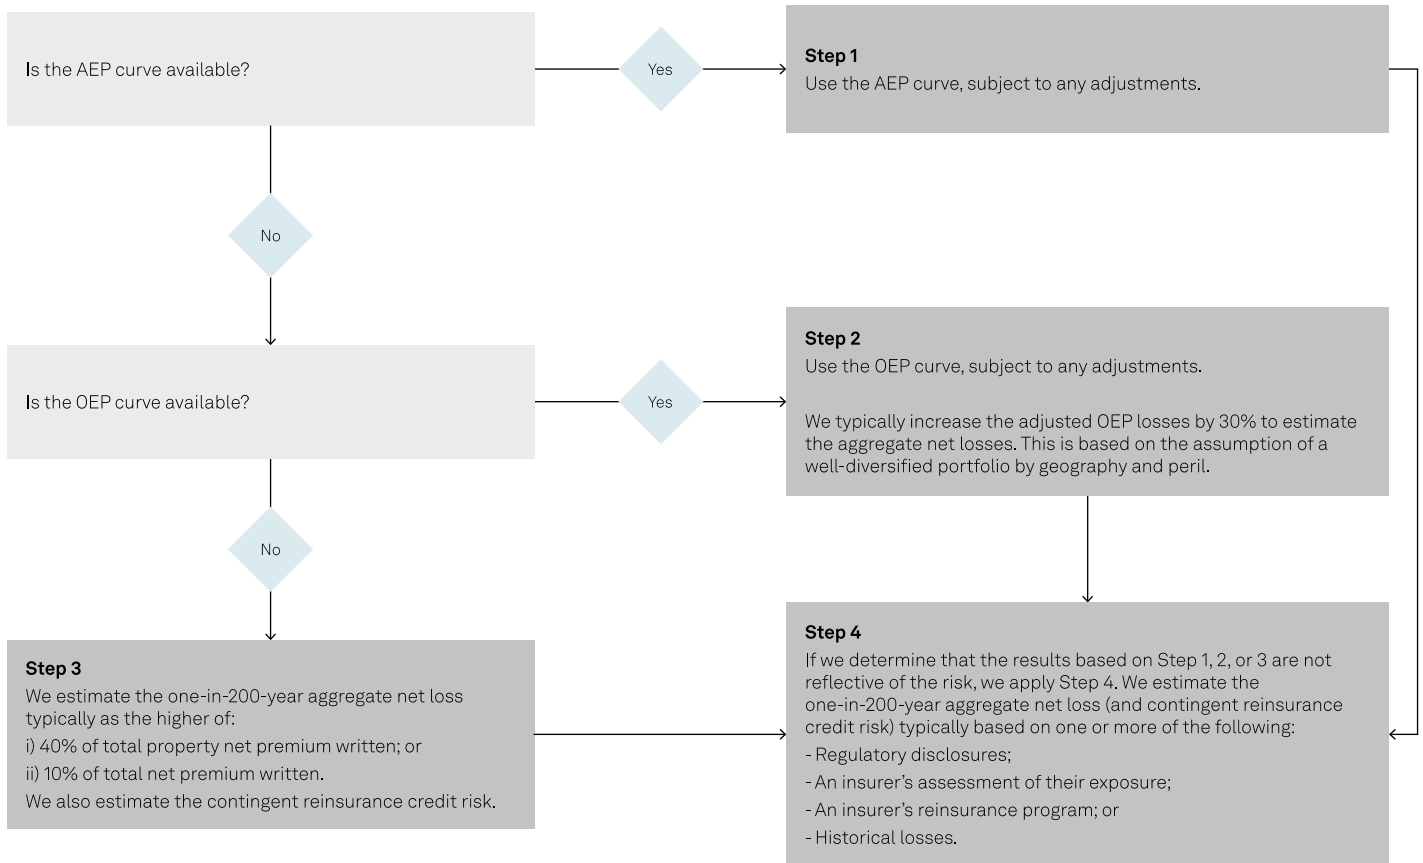 Is the AEP curve available?
Yes
Step 1
Use the AEP curve, subject to any adjustments.
No
Is the OEP curve available?
Yes
Step 2
Use the OEP curve, subject to any adjustments.
We typically increase the adjusted OEP losses by 30% to estimate
the aggregate net losses. This is based on the assumption of a
well-diversified portfolio by geography and peril.
No
Step 3
We estimate the one-in-200-year aggregate net loss
typically as the higher of:
i) 40% of total property net premium written; or
ii) 10% of total net premium written.
We also estimate the contingent reinsurance credit risk.
Step 4
If we determine that the results based on Step 1, 2, or 3 are not
reflective of the risk, we apply Step 4. We estimate the
one-in-200-year aggregate net loss (and contingent reinsurance
credit risk) typically based on one or more of the following:
- Regulatory disclosures;
- An insurer’s assessment of their exposure;
- An insurer’s reinsurance program; or
- Historical losses.